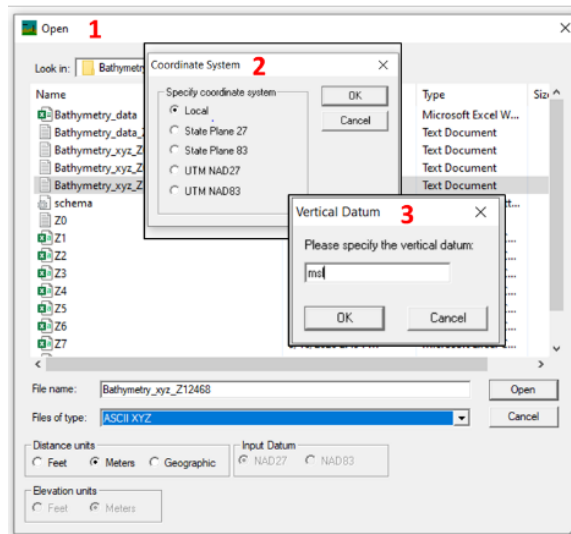 Open 1
Look in: Bathymetry
Coordinate System 2
Specify coordinate system
Local
State Plane 27
State Plane 83
UTM NAD27
UTM NAD83
OK
Cancel
Name Type Size
Bathymetry_data Microsoft Excel W...
Bathymetry_data_ Text Document
Bathymetry_xyz_Z Text Document
Bathymetry_xyz_Z Text Document
Bathymetry_xyz_Z Text Document
schema
Z0
Z1
Z2
Z3
Z4
Z5
Z6
Z7
Vertical Datum 3
Please specify the vertical datum:
msl
OK Cancel
File name: Bathymetry_xyz_Z12468 Open
Files of type: ASCII XYZ Cancel
Distance units Input Datum
Feet Meters Geographic NAD27 NAD83
Elevation units
Feet Meters